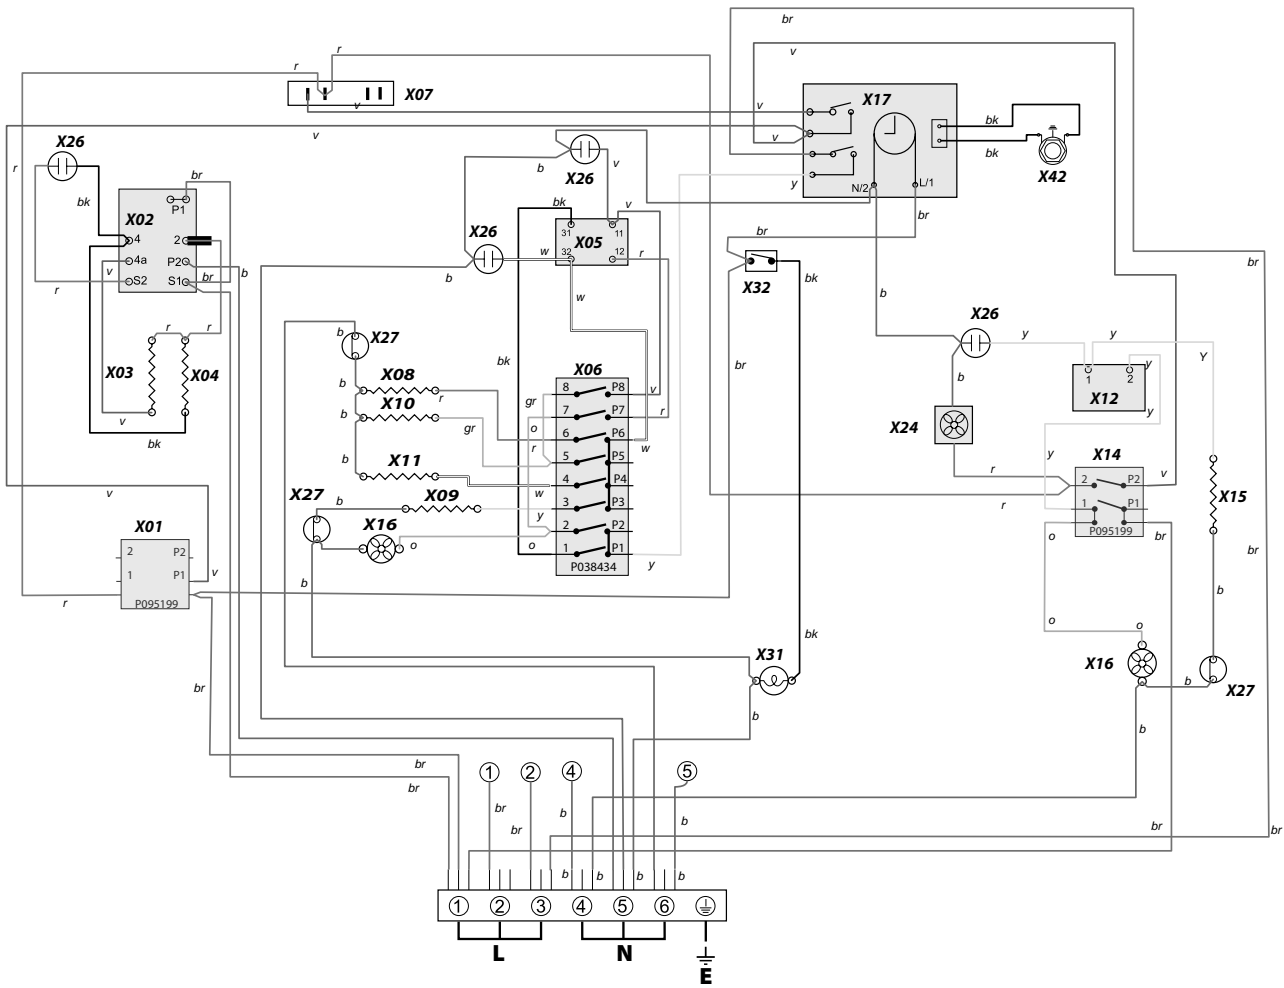 br
r
v
r
X07
v
v
X17
bk
bk
X42
v
v
y
N/2
L/1
br
X26
r
bk
br
P1
X02
4
2
4a
P2
S2
S1
v
r
br
b
r
r
X03
X04
v
bk
X26
b
v
bk
v
31
11
X05
32
12
X26
w
r
b
w
br
X32
bk
br
b
X26
y
y
Y
b
1
2
y
X12
y
X24
b
X27
b
X08
r
b
X10
gr
b
X11
bk
X06
8
P8
7
P7
6
P6
5
P5
4
P4
3
P3
2
P2
1
P1
P038434
gr
o
r
w
y
o
v
r
w
y
X27
b
X09
X16
o
b
r
r
y
X14
2
P2
1
P1
P095199
v
o
br
X15
b
br
br
v
X01
2
P2
1
P1
P095199
v
r
br
X31
bk
b
o
o
X16
b
X27
b
br
br
1
2
4
5
br
br
b
b
br
br
b
b
b
b
1
2
3
4
5
6
L
N
E